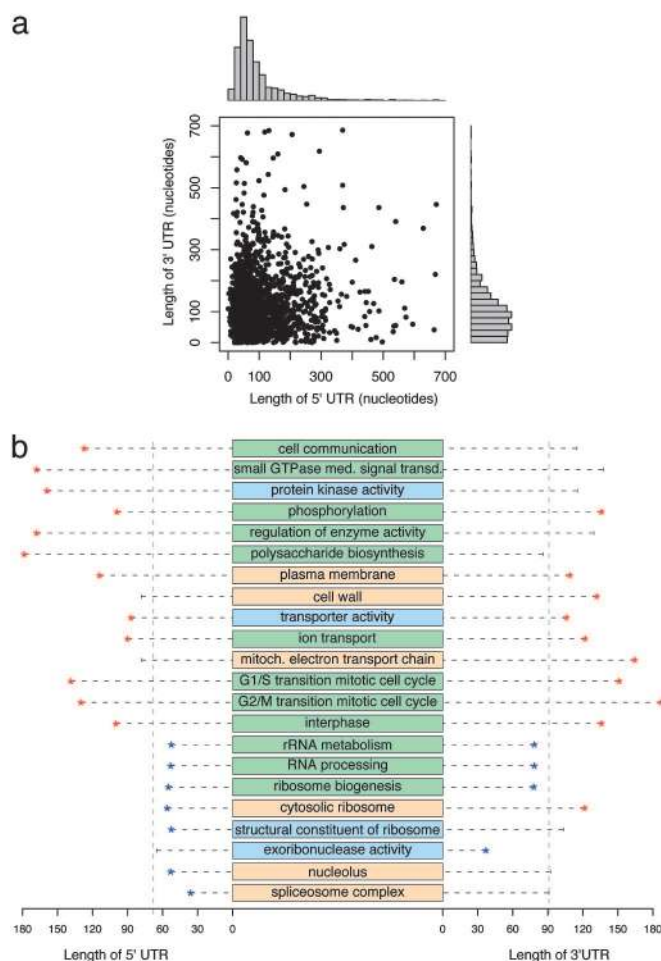 a
700
500
300
100
0
Length of 3' UTR (nucleotides)
0 100 300 500 700
Length of 5' UTR (nucleotides)
b
cell communication
small GTPase med. signal transd.
protein kinase activity
phosphorylation
regulation of enzyme activity
polysaccharide biosynthesis
plasma membrane
cell wall
transporter activity
ion transport
mitoch. electron transport chain
G1/S transition mitotic cell cycle
G2/M transition mitotic cell cycle
interphase
rRNA metabolism
RNA processing
ribosome biogenesis
cytosolic ribosome
structural constituent of ribosome
exoribonuclease activity
nucleolus
spliceosome complex
180 120 90 60 30 0 0 30 60 90 120 180
Length of 5' UTR Length of 3'UTR